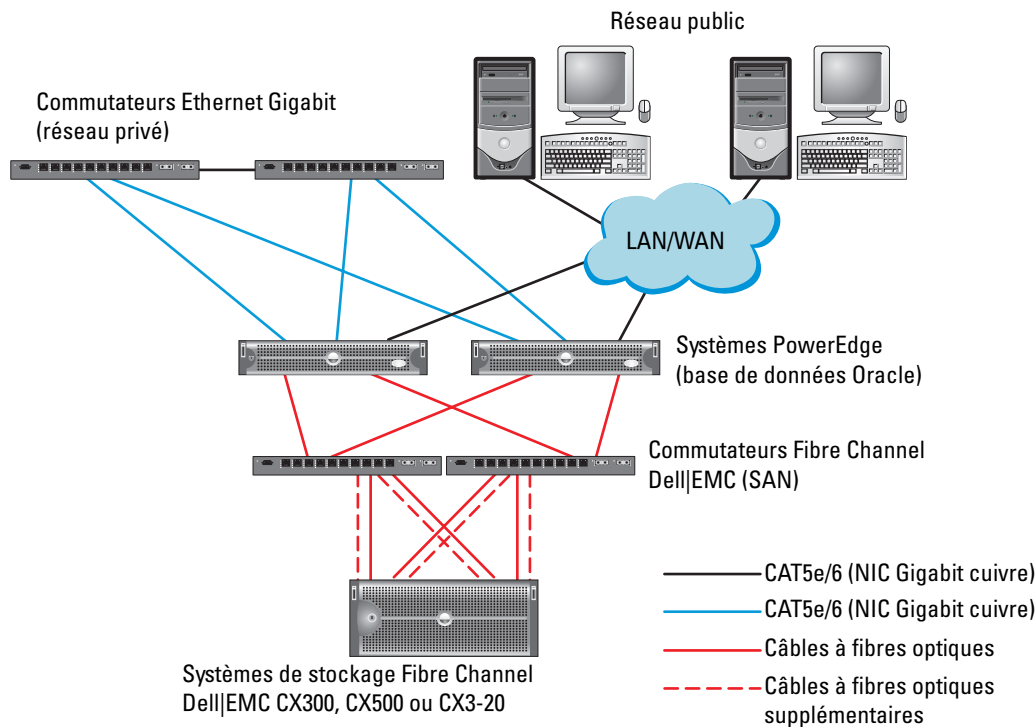 Réseau public
Commutateurs Ethernet Gigabit
(réseau privé)
LAN/WAN
Systèmes PowerEdge
(base de données Oracle)
Commutateurs Fibre Channel
Dell|EMC (SAN)
CAT5e/6 (NIC Gigabit cuivre)
CAT5e/6 (NIC Gigabit cuivre)
Câbles à fibres optiques
Câbles à fibres optiques
supplémentaires
Systèmes de stockage Fibre Channel
Dell|EMC CX300, CX500 ou CX3-20